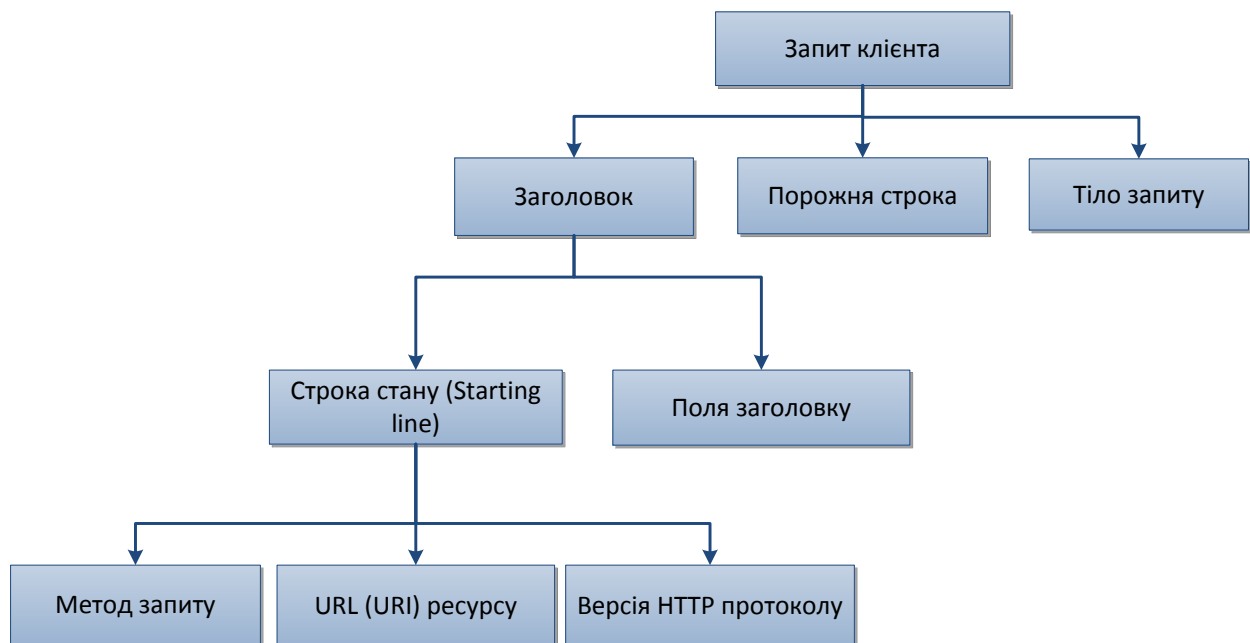 Запит клієнта
Заголовок
Порожня строка
Тіло запиту
Строка стану (Starting
line)
Поля заголовку
Метод запиту
URL (URI) ресурсу
Версія HTTP протоколу